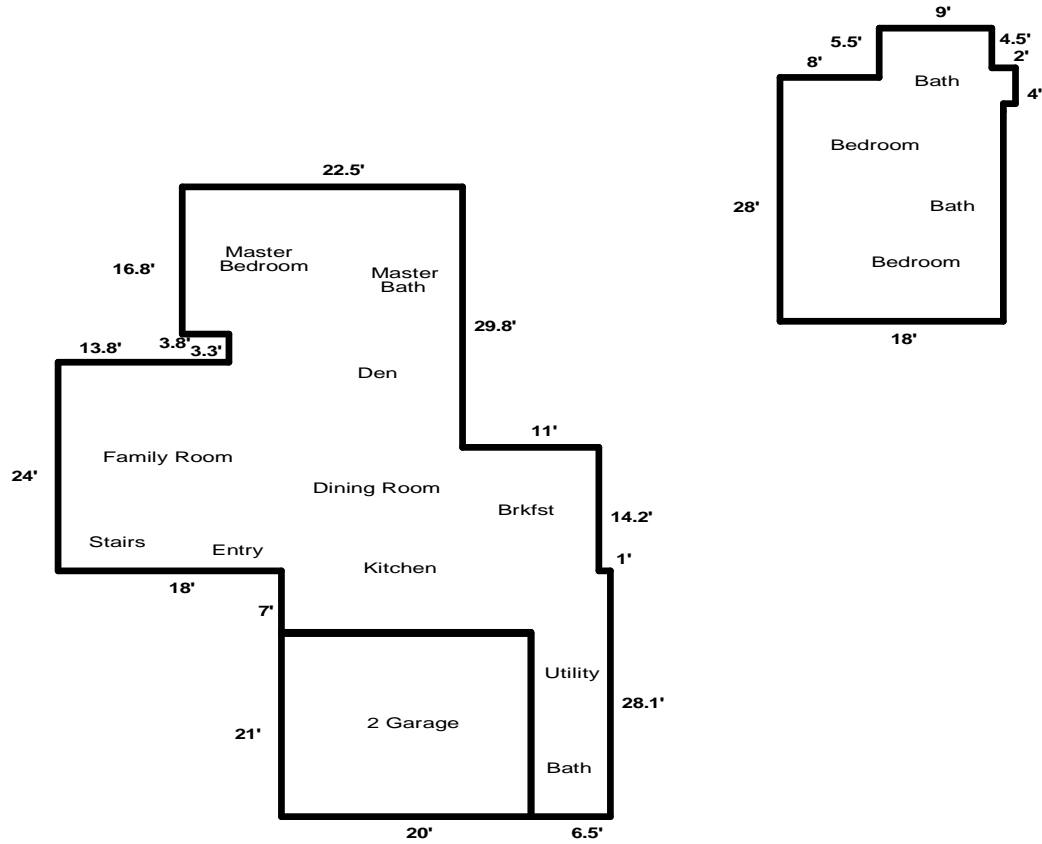 9'
5.5'
4.5'
2'
8'
Bath
4'
Bedroom
28'
Bath
Bedroom
18'
22.5'
Master
Bedroom
16.8'
Master
Bath
29.8'
3.8'
3.3'
13.8'
Den
11'
Family Room
24'
Dining Room
Brkfst
14.2'
Stairs
Entry
1'
Kitchen
18'
7'
Utility
28.1'
2 Garage
21'
Bath
20'
6.5'